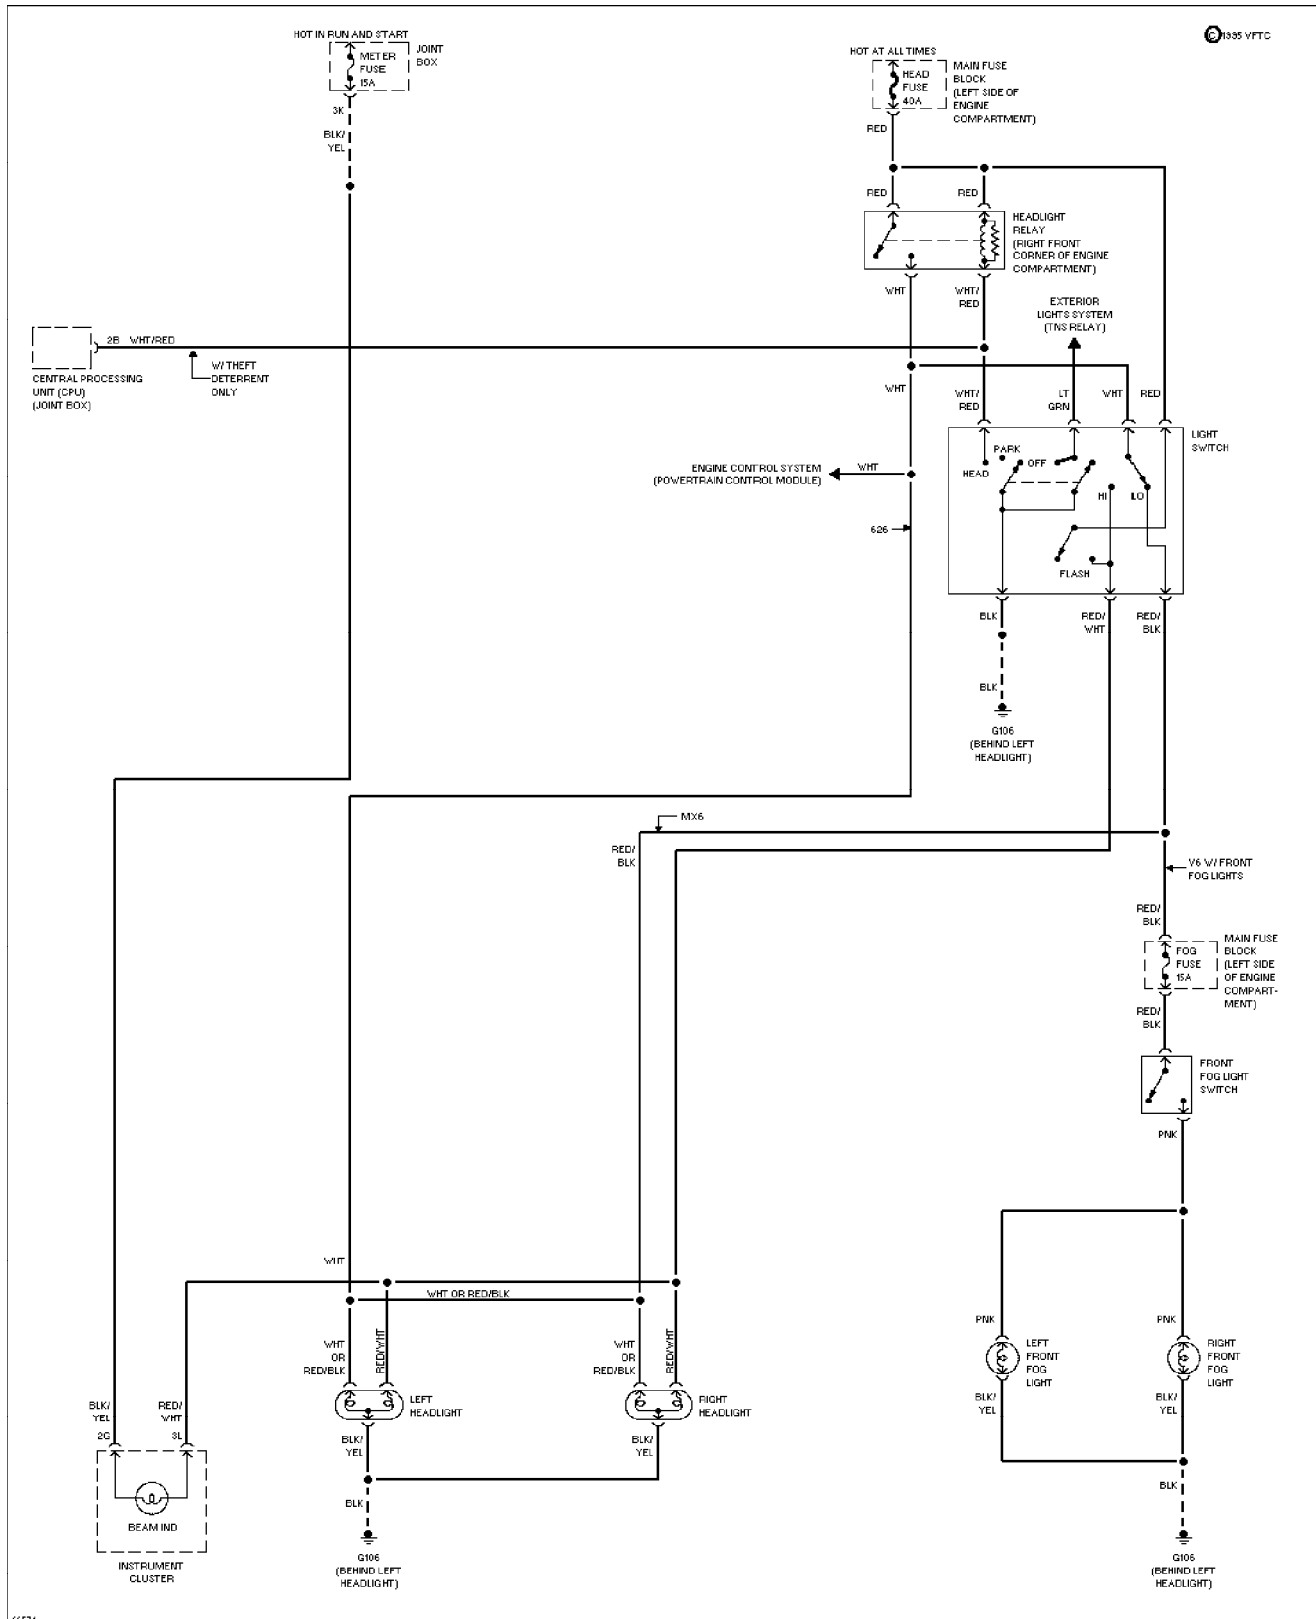 HOT IN RUN AND START
METER
FUSE
15A
JOINT
BOX
3K
BLK/
YEL
HOT AT ALL TIMES
HEAD
FUSE
40A
MAIN FUSE
BLOCK
(LEFT SIDE OF
ENGINE
COMPARTMENT)
© 1995 VFTC
RED
RED
RED
HEADLIGHT
RELAY
(RIGHT FRONT
CORNER OF ENGINE
COMPARTMENT)
WHT
WHT/
RED
EXTERIOR
LIGHTS SYSTEM
(TNS RELAY)
2B WHT/RED
CENTRAL PROCESSING
UNIT (CPU)
(JOINT BOX)
W/ THEFT
DETERRENT
ONLY
WHT
WHT/
RED
LT
GRN
WHT
RED
LIGHT
SWITCH
PARK
OFF
HEAD
HI
LO
FLASH
ENGINE CONTROL SYSTEM
(POWERTRAIN CONTROL MODULE)
WHT
626
BLK
RED/
WHT
RED/
BLK
BLK
G106
(BEHIND LEFT
HEADLIGHT)
MX6
RED/
BLK
V6 W/ FRONT
FOG LIGHTS
RED/
BLK
FOG
FUSE
15A
MAIN FUSE
BLOCK
(LEFT SIDE
OF ENGINE
COMPART-
MENT)
RED/
BLK
FRONT
FOG LIGHT
SWITCH
PNK
WHT
WHT OR RED/BLK
WHT
OR
RED/BLK
RED/WHT
WHT
OR
RED/BLK
RED/WHT
PNK
PNK
LEFT
FRONT
FOG
LIGHT
RIGHT
FRONT
FOG
LIGHT
BLK/
YEL
2G
RED/
WHT
3L
LEFT
HEADLIGHT
RIGHT
HEADLIGHT
BLK/
YEL
BLK/
YEL
BLK/
YEL
BLK/
YEL
BEAM IND
INSTRUMENT
CLUSTER
BLK
G106
(BEHIND LEFT
HEADLIGHT)
BLK
G106
(BEHIND LEFT
HEADLIGHT)